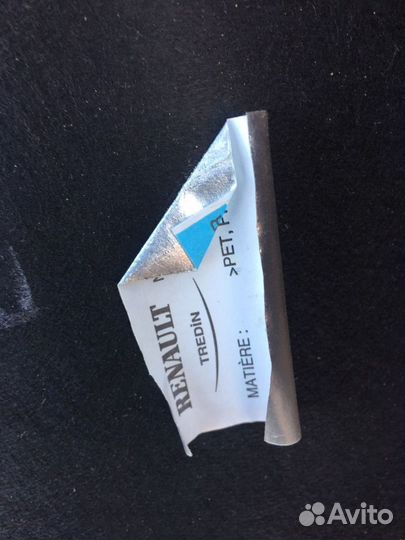 RENAULT
TREDiN
MATIÈRE :
>PET, P
Avito